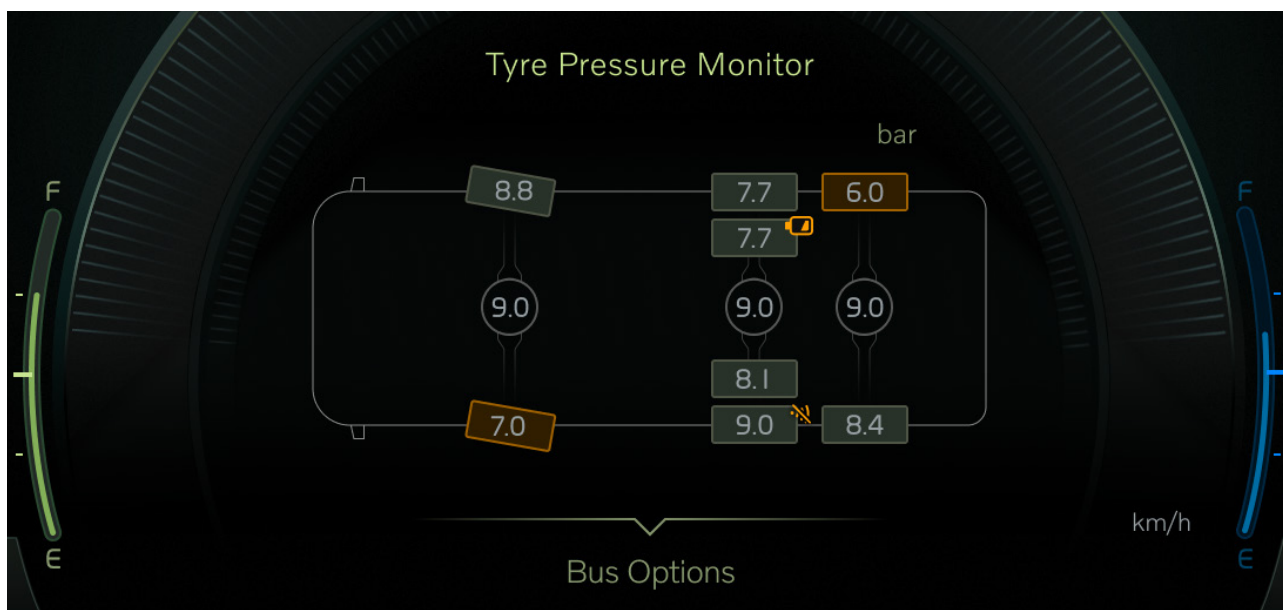 Tyre Pressure Monitor
bar
F
F
8.8
7.7
6.0
7.7
9.0
9.0
9.0
8.1
7.0
9.0
8.4
km/h
E
E
Bus Options